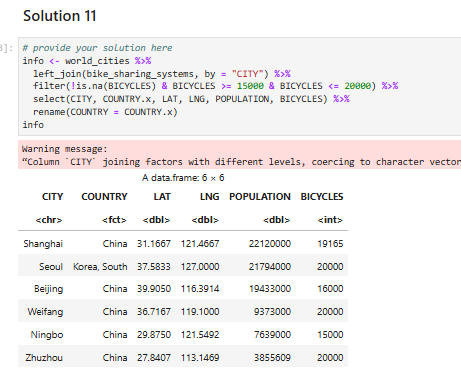 Solution 11
3]: # provide your solution here
info <- world_cities %>%
left_join(bike_sharing_systems, by = "CITY") %>%
filter(!is.na(BICYCLES) & BICYCLES >= 15000 & BICYCLES <= 20000) %>%
select(CITY, COUNTRY.x, LAT, LNG, POPULATION, BICYCLES) %>%
rename(COUNTRY = COUNTRY.x)
info
Warning message:
“Column `CITY` joining factors with different levels, coercing to character vector
A data.frame: 6 × 6
CITY COUNTRY LAT LNG POPULATION BICYCLES
<chr> <fct> <dbl> <dbl> <dbl> <int>
Shanghai China 31.1667 121.4667 22120000 19165
Seoul Korea, South 37.5833 127.0000 21794000 20000
Beijing China 39.9050 116.3914 19433000 16000
Weifang China 36.7167 119.1000 9373000 20000
Ningbo China 29.8750 121.5492 7639000 15000
Zhuzhou China 27.8407 113.1469 3855609 20000